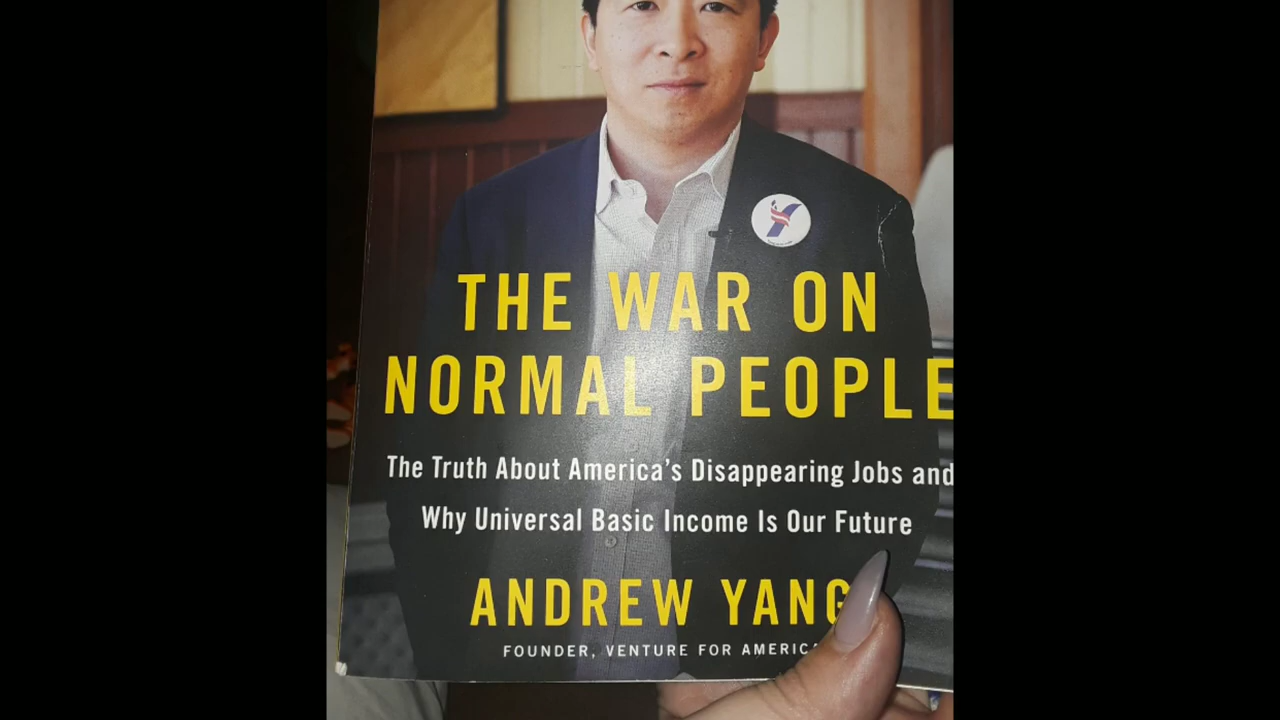 THE WAR ON
NORMAL PEOPLE
The Truth About America's Disappearing Jobs and
Why Universal Basic Income Is Our Future
ANDREW YANG
FOUNDER, VENTURE FOR AMERICA